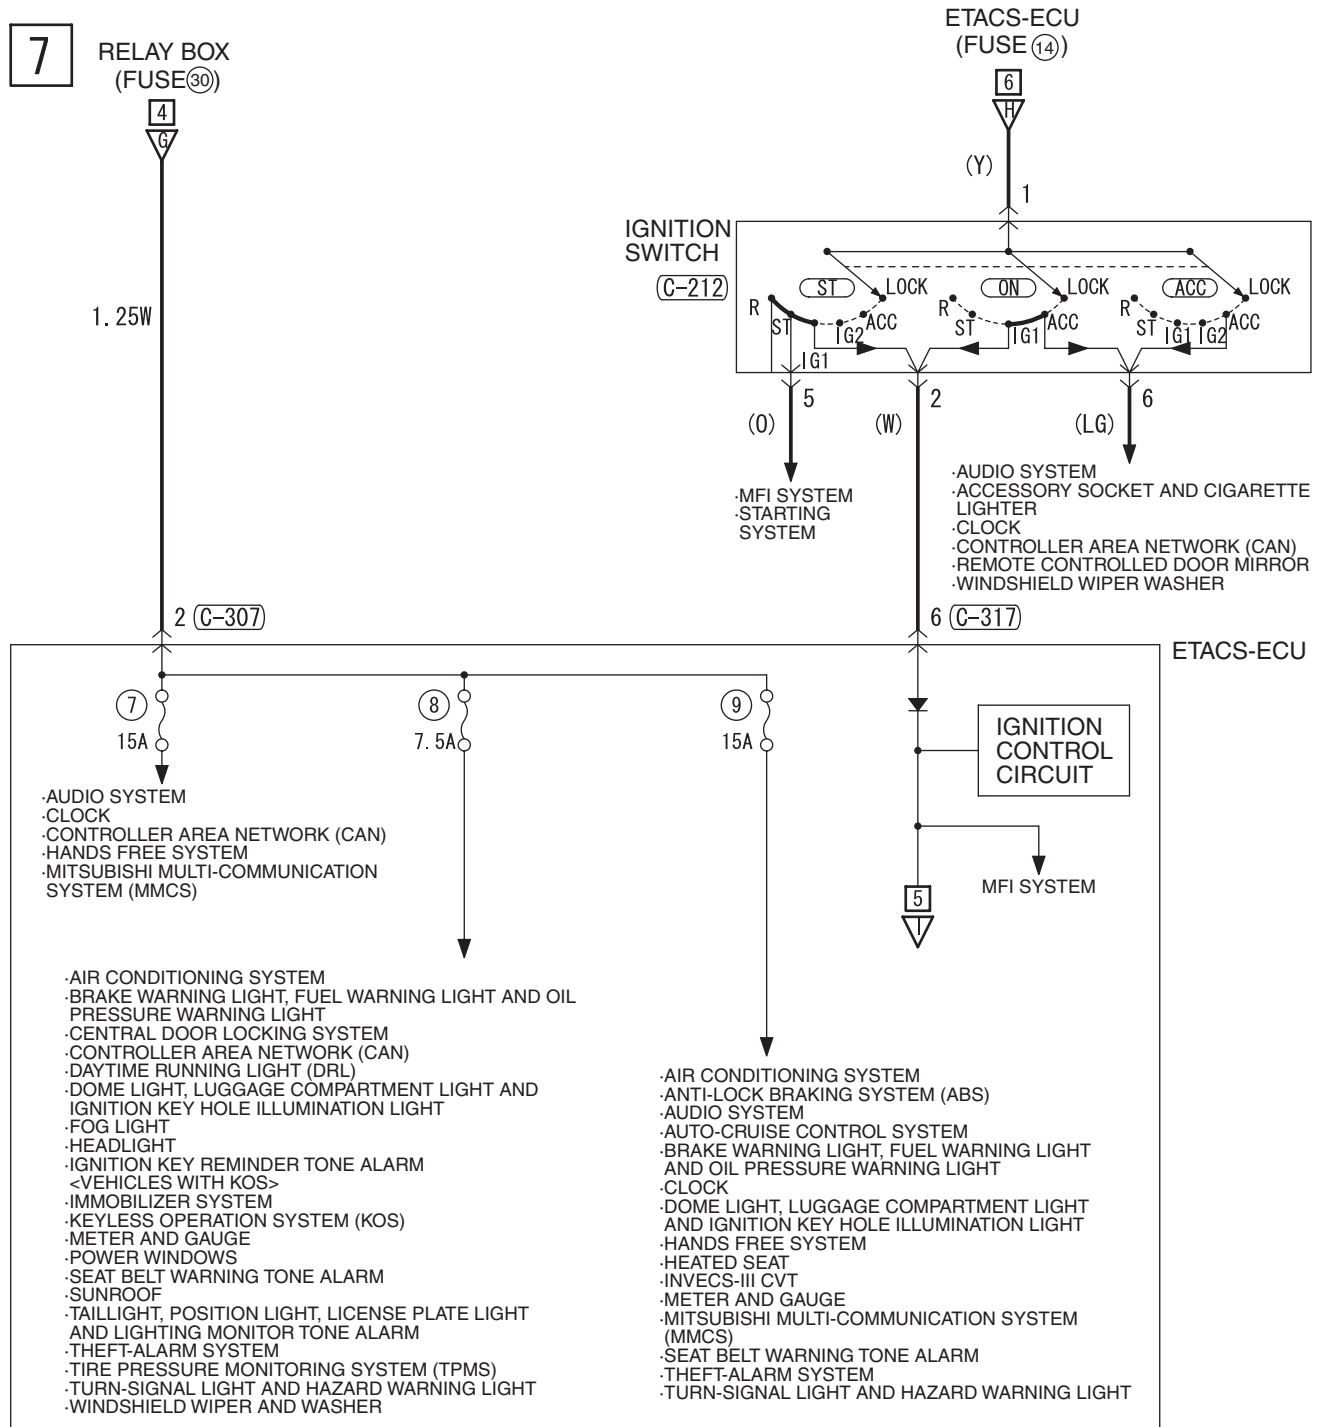 7
RELAY BOX
(FUSE㉚)
4
G
1.25W
2 (C-307)
ETACS-ECU
(FUSE ⑭)
6
H
(Y)
1
IGNITION
SWITCH
(C-212)
ST
ON
ACC
LOCK
LOCK
LOCK
R
ST
IG1
IG2
ACC
R
ST
IG1
ACC
R
ST
IG1
IG2
ACC
5
2
6
(O)
(W)
(LG)
·MFI SYSTEM
·STARTING
SYSTEM
·AUDIO SYSTEM
·ACCESSORY SOCKET AND CIGARETTE
LIGHTER
·CLOCK
·CONTROLLER AREA NETWORK (CAN)
·REMOTE CONTROLLED DOOR MIRROR
·WINDSHIELD WIPER WASHER
6 (C-317)
ETACS-ECU
⑦
15A
⑧
7.5A
⑨
15A
IGNITION
CONTROL
CIRCUIT
·AUDIO SYSTEM
·CLOCK
·CONTROLLER AREA NETWORK (CAN)
·HANDS FREE SYSTEM
·MITSUBISHI MULTI-COMMUNICATION
SYSTEM (MMCS)
MFI SYSTEM
5
I
·AIR CONDITIONING SYSTEM
·BRAKE WARNING LIGHT, FUEL WARNING LIGHT AND OIL
PRESSURE WARNING LIGHT
·CENTRAL DOOR LOCKING SYSTEM
·CONTROLLER AREA NETWORK (CAN)
·DAYTIME RUNNING LIGHT (DRL)
·DOME LIGHT, LUGGAGE COMPARTMENT LIGHT AND
IGNITION KEY HOLE ILLUMINATION LIGHT
·FOG LIGHT
·HEADLIGHT
·IGNITION KEY REMINDER TONE ALARM
<VEHICLES WITH KOS>
·IMMOBILIZER SYSTEM
·KEYLESS OPERATION SYSTEM (KOS)
·METER AND GAUGE
·POWER WINDOWS
·SEAT BELT WARNING TONE ALARM
·SUNROOF
·TAILLIGHT, POSITION LIGHT, LICENSE PLATE LIGHT
AND LIGHTING MONITOR TONE ALARM
·THEFT-ALARM SYSTEM
·TIRE PRESSURE MONITORING SYSTEM (TPMS)
·TURN-SIGNAL LIGHT AND HAZARD WARNING LIGHT
·WINDSHIELD WIPER AND WASHER
·AIR CONDITIONING SYSTEM
·ANTI-LOCK BRAKING SYSTEM (ABS)
·AUDIO SYSTEM
·AUTO-CRUISE CONTROL SYSTEM
·BRAKE WARNING LIGHT, FUEL WARNING LIGHT
AND OIL PRESSURE WARNING LIGHT
·CLOCK
·DOME LIGHT, LUGGAGE COMPARTMENT LIGHT
AND IGNITION KEY HOLE ILLUMINATION LIGHT
·HANDS FREE SYSTEM
·HEATED SEAT
·INVECS-III CVT
·METER AND GAUGE
·MITSUBISHI MULTI-COMMUNICATION SYSTEM
(MMCS)
·SEAT BELT WARNING TONE ALARM
·THEFT-ALARM SYSTEM
·TURN-SIGNAL LIGHT AND HAZARD WARNING LIGHT